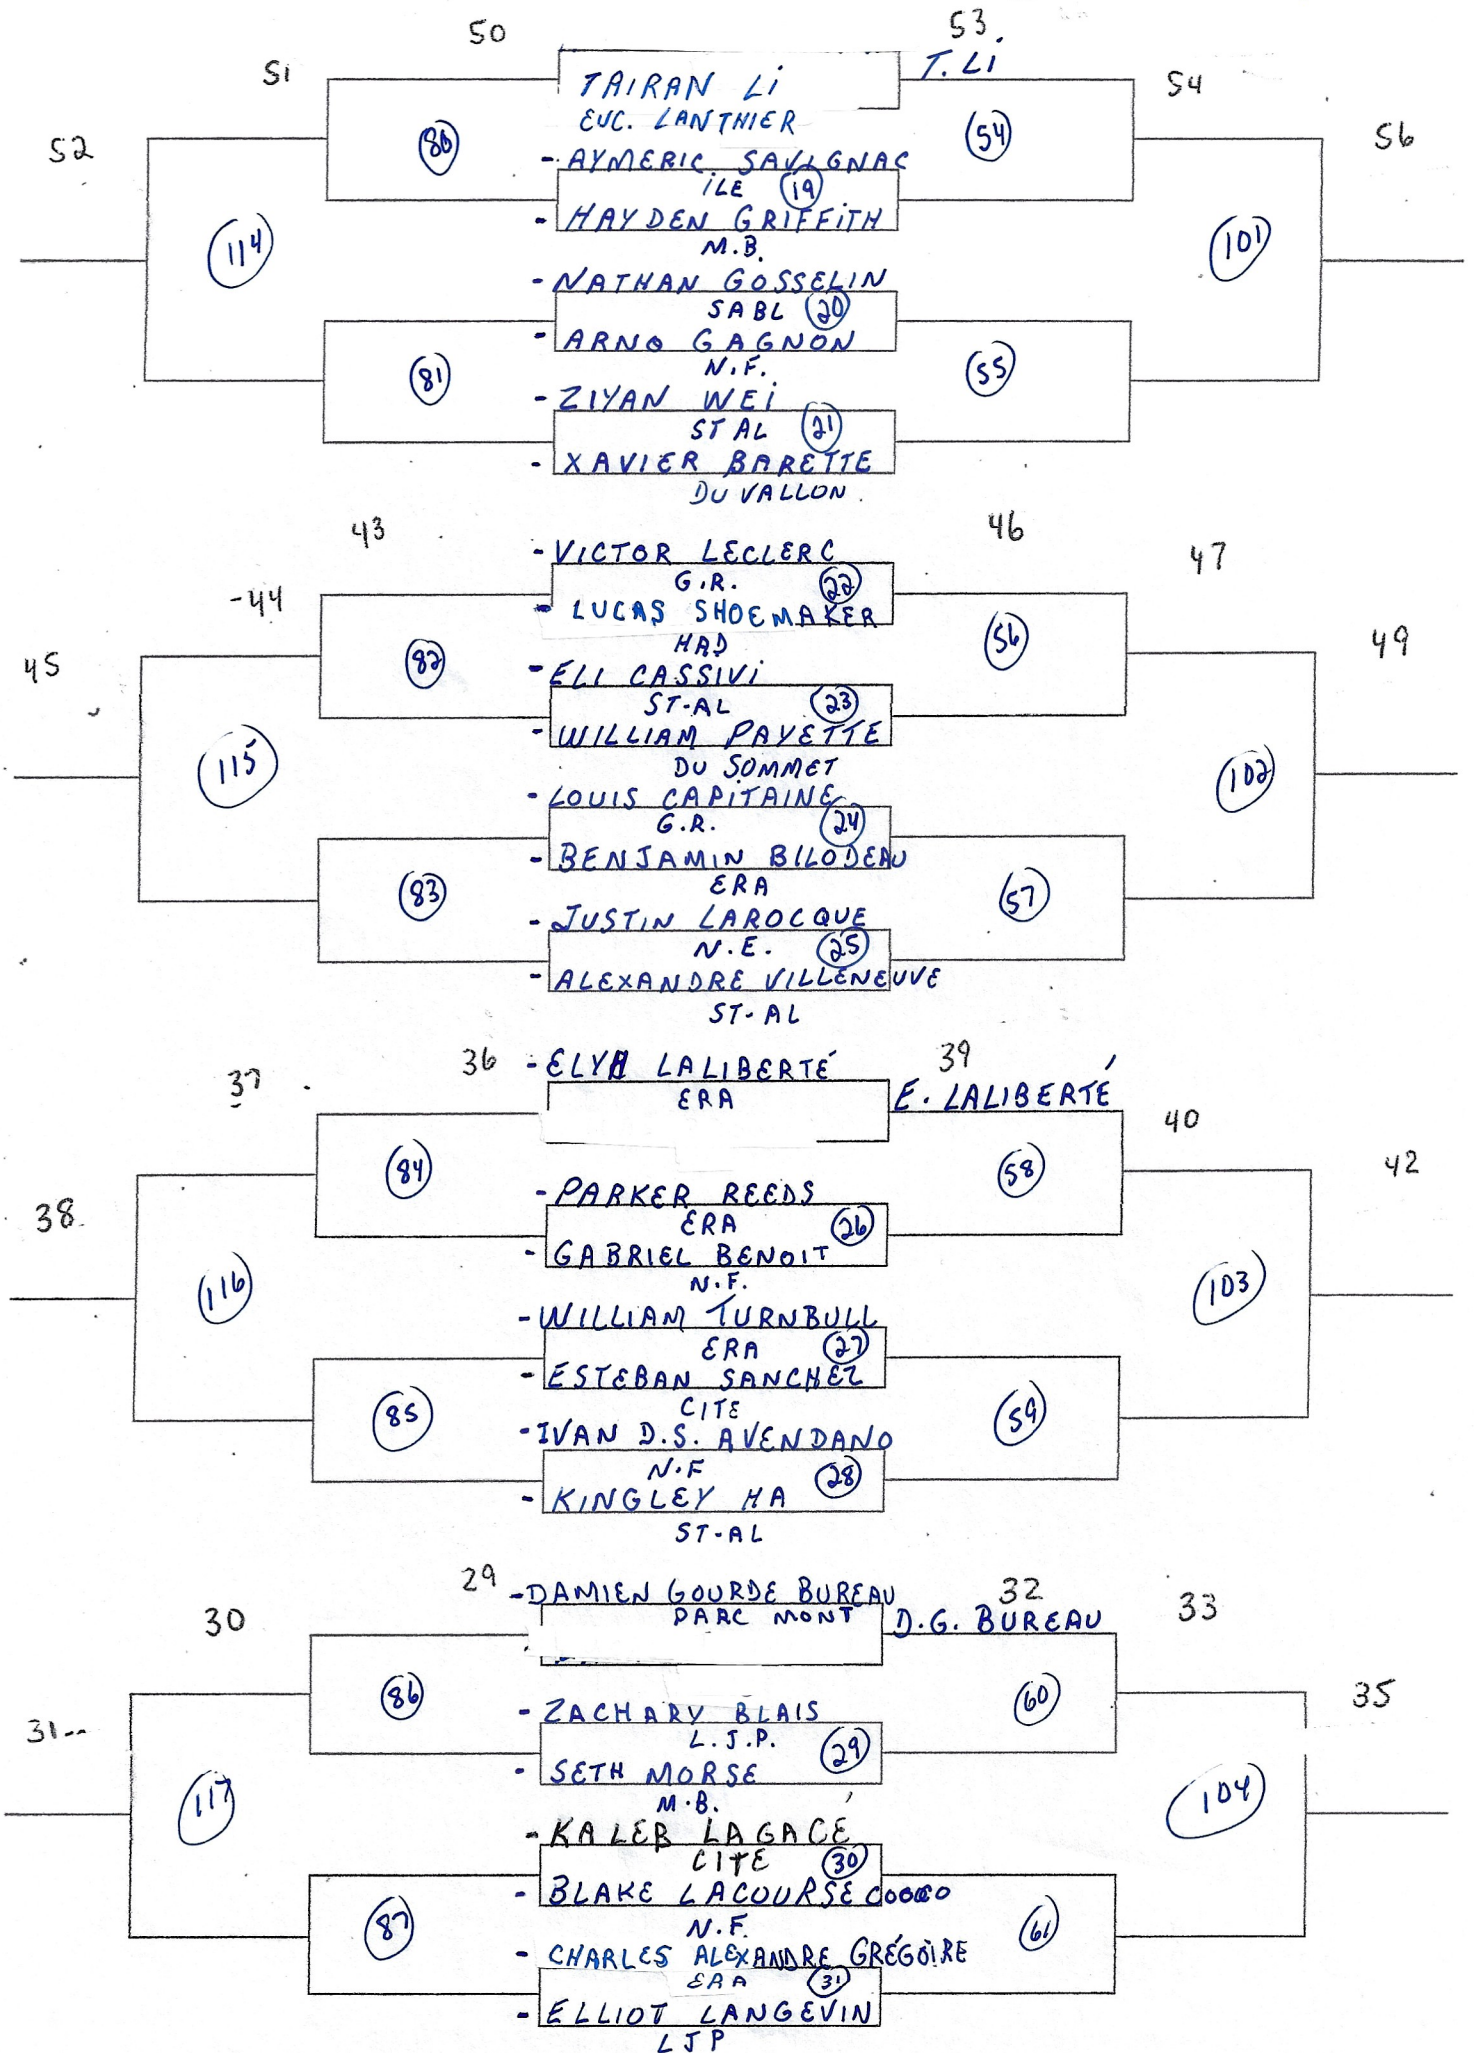 50
53
51
TAIRAN Li
T. Li
54
EUC. LANTHIER
52
80
54
56
- AYMERIC SAVIGNAC
iLE 19
- HAYDEN GRIFFiTH
114
M.B.
101
- NATHAN GOSSELIN
SABL 20
- ARNO GAGNON
N.F.
81
55
- ZIYAN WEi
ST AL 21
- XAVIER BARETTE
DU VALLON
43
46
- VICTOR LECLERC
47
G.R. 22
-44
- LUCAS SHOEMAKER
HAD
56
45
82
49
- ELI CASSIVi
ST-AL 23
- WILLIAM PAYETTE
DU SOMMET
115
102
- LOUIS CAPiTAINE
G.R. 24
- BENJAMIN BILODEAU
ERA
83
57
- JUSTIN LAROCQUE
N.E. 25
- ALEXANDRE VILLENEUVE
ST-AL
36
- ELYA LALIBERTÉ
39
37
ERA
E. LALIBERTÉ
40
84
58
42
- PARKER REEDS
38
ERA 26
- GABRIEL BENOIT
N.F.
116
103
- WILLIAM TURNBULL
ERA 27
- ESTEBAN SANCHEZ
CITE
85
59
- IVAN D.S. AVENDANO
N.F 28
- KINGLEY HA
ST-AL
29
- DAMIEN GOURDE BUREAU
32
33
30
PARC MONT
D.G. BUREAU
86
60
35
- ZACHARY BLAIS
31--
L.J.P. 29
- SETH MORSE
117
M.B.
104
- KALEB LAGACÉ
CITE 30
- BLAKE LACOURSE
N.F.
87
61
- CHARLES ALEXANDRE GRÉGOIRE
ERA 31
- ELLIOT LANGEVIN
LJP